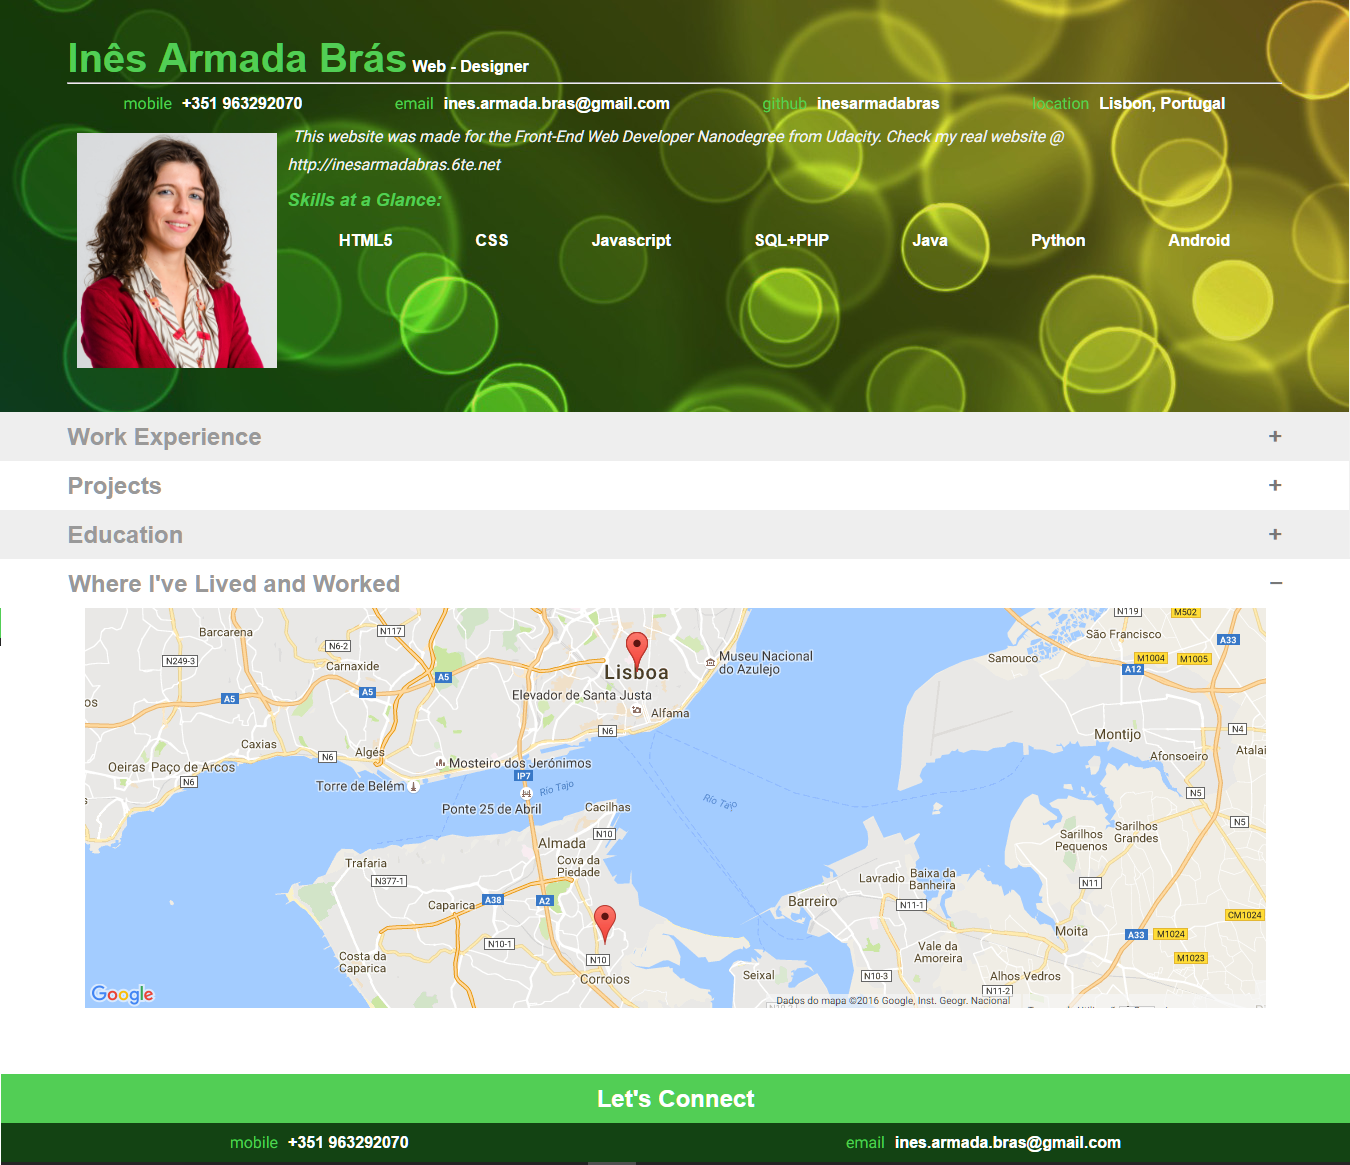 Inês Armada Brás Web - Designer
mobile +351 963292070 email ines.armada.bras@gmail.com github inesarmadabras location Lisbon, Portugal
This website was made for the Front-End Web Developer Nanodegree from Udacity. Check my real website @
http://inesarmadabras.6te.net
Skills at a Glance:
HTML5 CSS Javascript SQL+PHP Java Python Android
Work Experience +
Projects +
Education +
Where I've Lived and Worked −
N119 M502
Barcarena N117 São Francisco A33
N6-2
N249-3 Carnaxide Lisboa Museu Nacional
do Azulejo Samouco M1004 M1005
A12
A5 A5 A5 Elevador de Santa Justa
Alfama
N6 N4
Caxias N6 Algés Montijo Atalai
Afonsoeiro
Oeiras Paço de Arcos Mosteiro dos Jerónimos
N6 IP7
Torre de Belém Rio Tajo N5
Ponte 25 de Abril Cacilhas Rio Tajo
N5
Almada N10 Sarilhos
Pequenos Sarilhos
Grandes
Trafaria Cova da
Piedade
N377-1 Lavradio Baixa da
Banheira N11
Caparica A38 A2 Barreiro N11-1
CM1024
Moita A33 M1024
N10-1 Vale da
Amoreira
Costa da
Caparica N10 M1023
Corroios Seixal N10-3 Alhos Vedros
N11-2
Google Dados do mapa ©2016 Google, Inst. Geogr. Nacional
Let's Connect
mobile +351 963292070 email ines.armada.bras@gmail.com